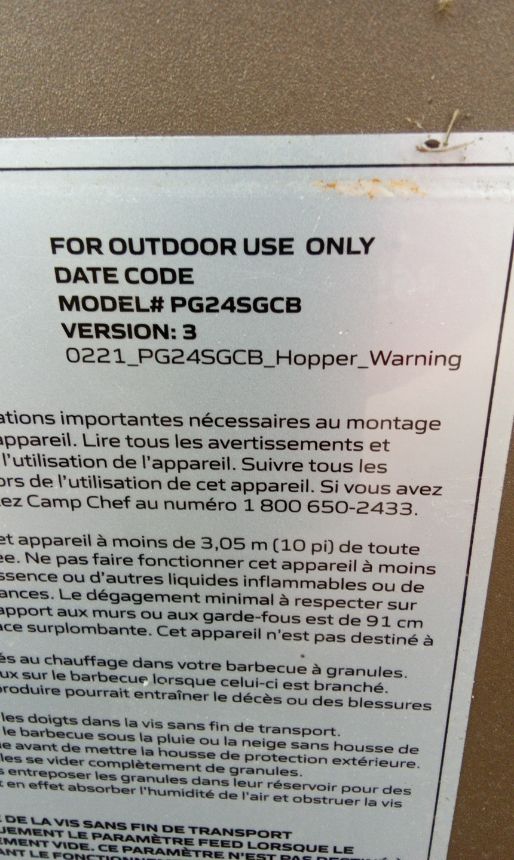 FOR OUTDOOR USE ONLY
DATE CODE
MODEL# PG24SGCB
VERSION: 3
0221_PG24SGCB_Hopper_Warning
ations importantes nécessaires au montage
appareil. Lire tous les avertissements et
l'utilisation de l'appareil. Suivre tous les
ors de l'utilisation de cet appareil. Si vous avez
ez Camp Chef au numéro 1 800 650-2433.
et appareil à moins de 3,05 m (10 pi) de toute
ée. Ne pas faire fonctionner cet appareil à moins
ssence ou d'autres liquides inflammables ou de
ances. Le dégagement minimal à respecter sur
apport aux murs ou aux garde-fous est de 91 cm
ace surplombante. Cet appareil n'est pas destiné à
és au chauffage dans votre barbecue à granules.
ux sur le barbecue lorsque celui-ci est branché.
produire pourrait entraîner le décès ou des blessures
les doigts dans la vis sans fin de transport.
le barbecue sous la pluie ou la neige sans housse de
e avant de mettre la housse de protection extérieure.
les se vider complètement de granules.
s entreposer les granules dans leur réservoir pour des
t en effet absorber l'humidité de l'air et obstruer la vis
E DE LA VIS SANS FIN DE TRANSPORT
UEMENT LE PARAMÈTRE FEED LORSQUE LE
EMENT VIDE. CE PARAMÈTRE N'EST PAS DESTINÉ À
ANT LE